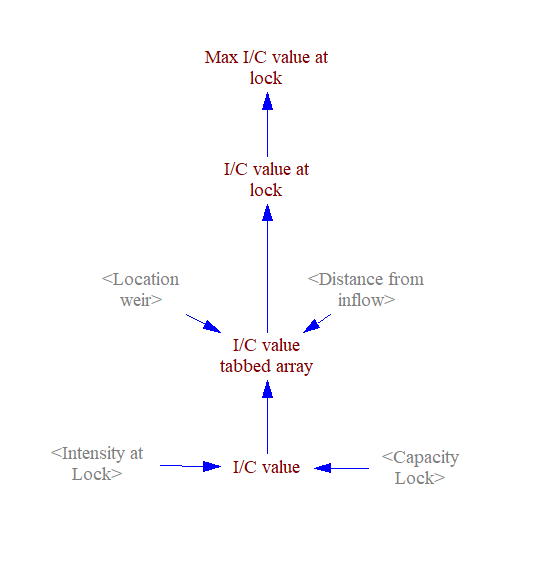 Max I/C value at
lock
I/C value at
lock
<Location
weir>
<Distance from
inflow>
I/C value
tabbed array
<Intensity at
Lock>
I/C value
<Capacity
Lock>